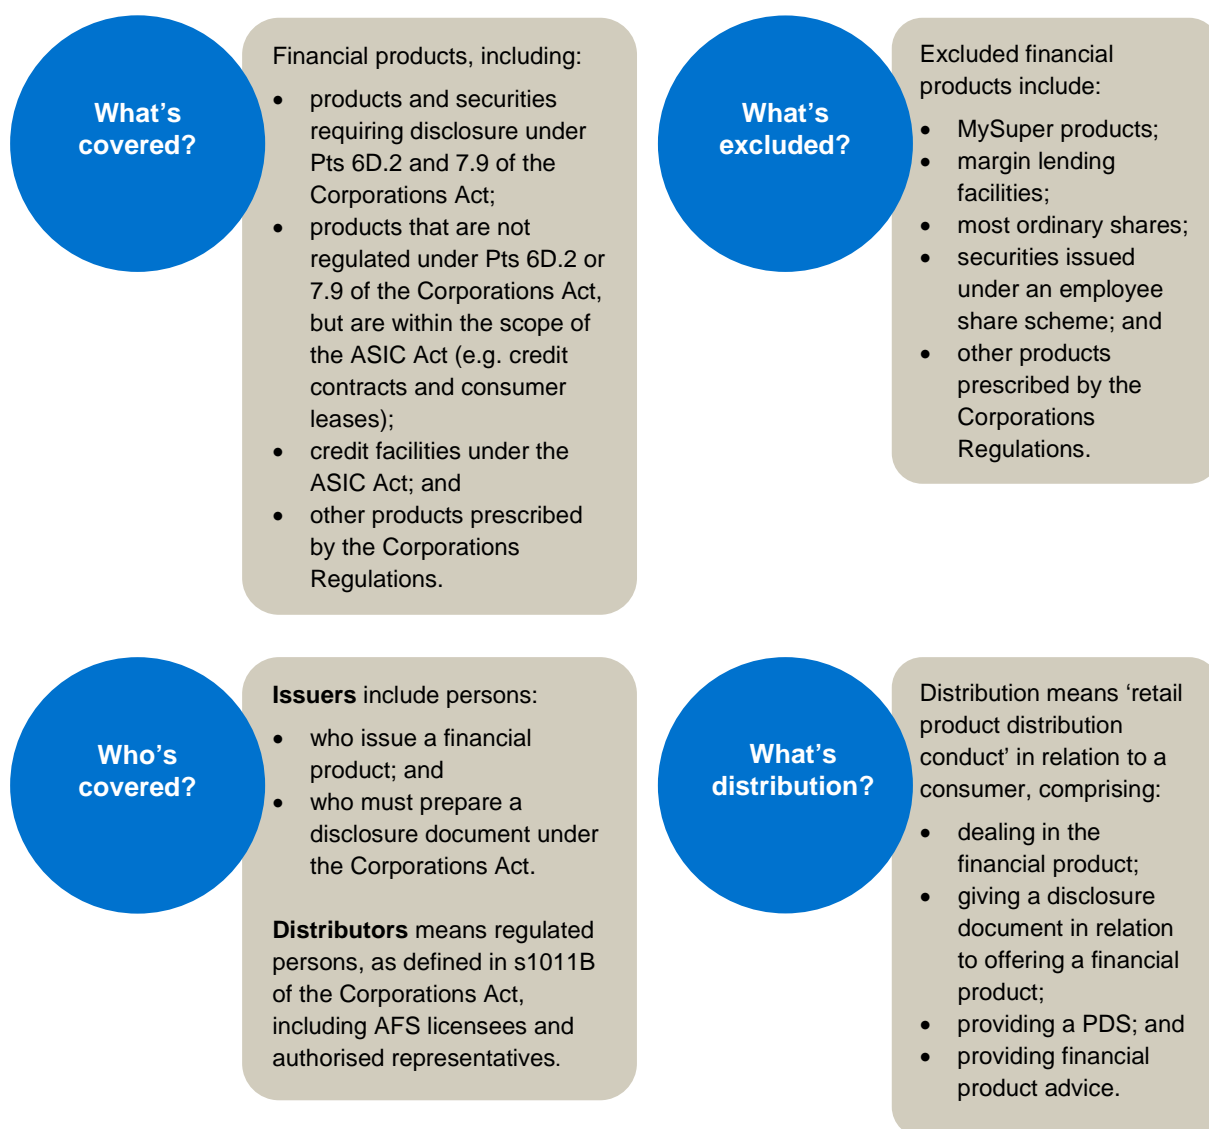 What’s
covered?
Financial products, including:
• products and securities
requiring disclosure under
Pts 6D.2 and 7.9 of the
Corporations Act;
• products that are not
regulated under Pts 6D.2 or
7.9 of the Corporations Act,
but are within the scope of
the ASIC Act (e.g. credit
contracts and consumer
leases);
• credit facilities under the
ASIC Act; and
• other products prescribed
by the Corporations
Regulations.
What’s
excluded?
Excluded financial
products include:
• MySuper products;
• margin lending
facilities;
• most ordinary shares;
• securities issued
under an employee
share scheme; and
• other products
prescribed by the
Corporations
Regulations.
Who’s
covered?
Issuers include persons:
• who issue a financial
product; and
• who must prepare a
disclosure document under
the Corporations Act.
Distributors means regulated
persons, as defined in s1011B
of the Corporations Act,
including AFS licensees and
authorised representatives.
What’s
distribution?
Distribution means ‘retail
product distribution
conduct’ in relation to a
consumer, comprising:
• dealing in the
financial product;
• giving a disclosure
document in relation
to offering a financial
product;
• providing a PDS; and
• providing financial
product advice.